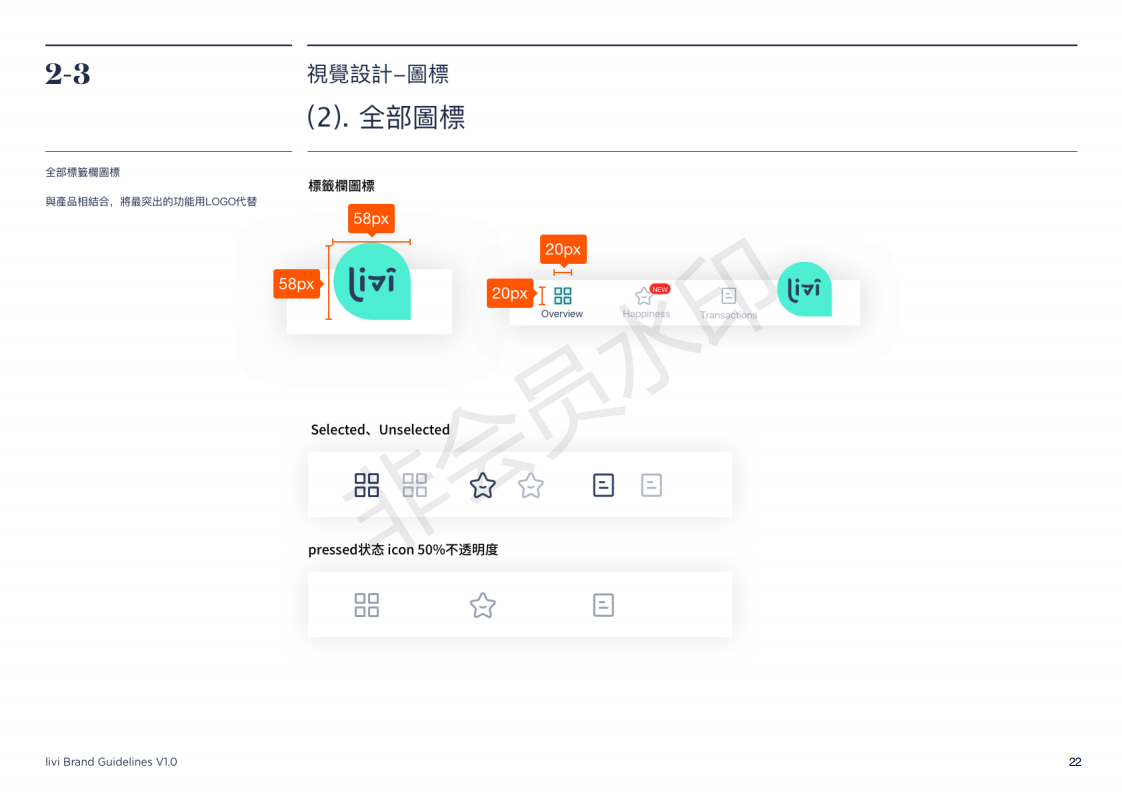 2-3
視覺設計–圖標
(2). 全部圖標
全部標籤欄圖標
與產品相結合，將最突出的功能用LOGO代替
標籤欄圖標
58px
58px
livi
20px
20px
NEW
livi
Overview
Happiness
Transactions
非会员水印
Selected、Unselected
pressed状态 icon 50%不透明度
livi Brand Guidelines V1.0
22